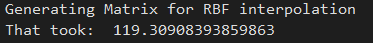 Generating Matrix for RBF interpolation
That took:  119.30908393859863